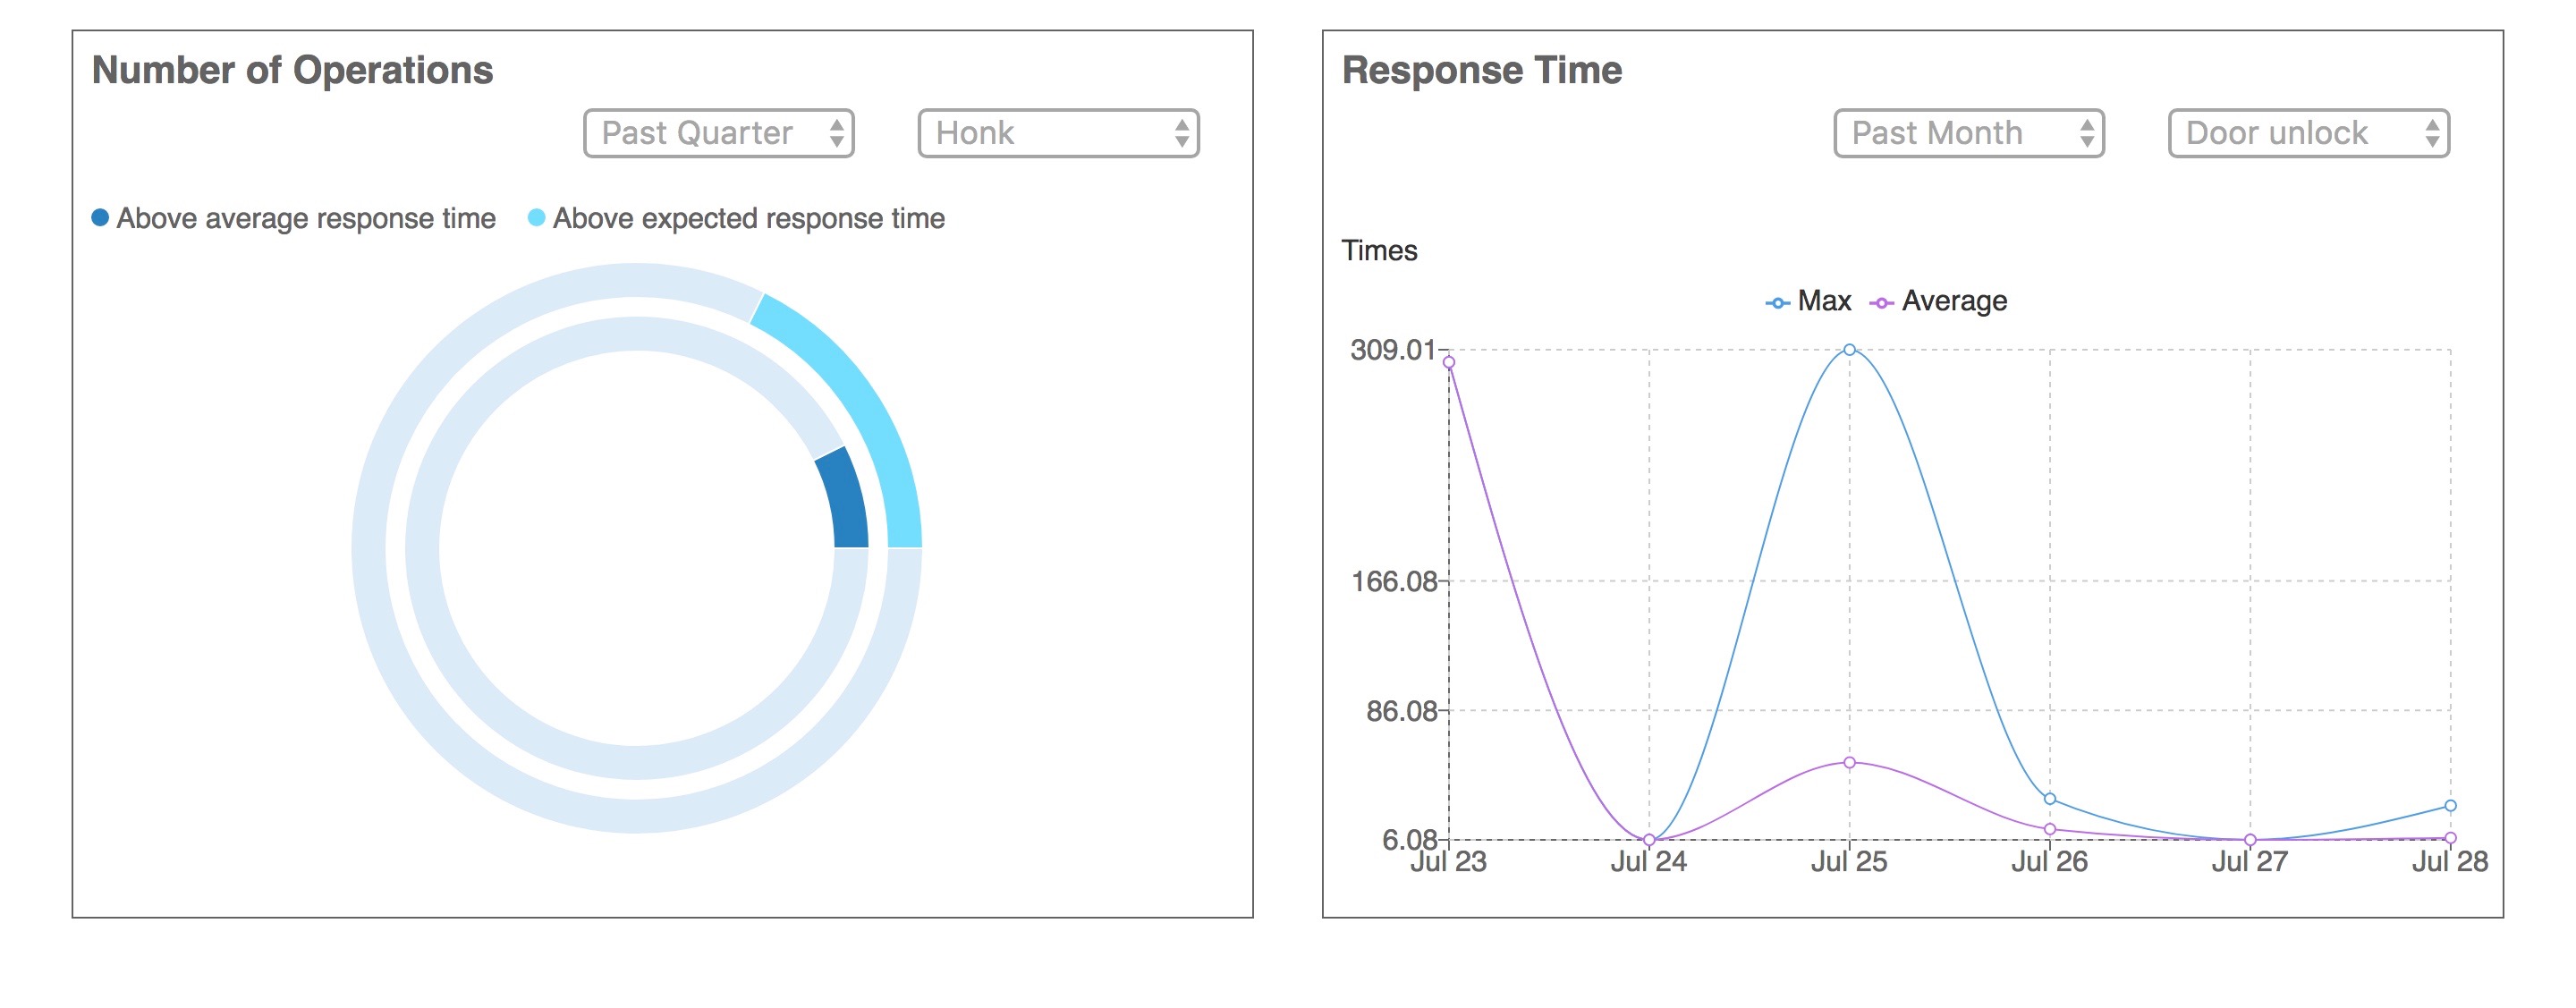 Number of Operations
Past Quarter
Honk
Above average response time
Above expected response time
Response Time
Past Month
Door unlock
Times
Max
Average
309.01
166.08
86.08
6.08
Jul 23
Jul 24
Jul 25
Jul 26
Jul 27
Jul 28